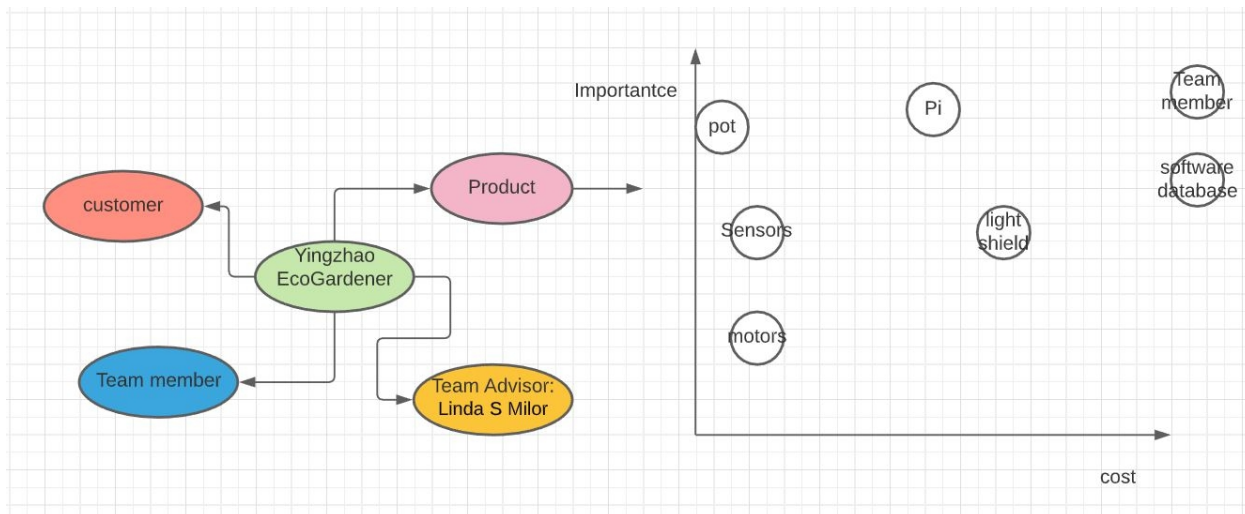 customer
Yingzhao
EcoGardener
Product
Team member
Team Advisor:
Linda S Milor
Importantce
pot
Pi
Team
member
software
database
Sensors
light
shield
motors
cost